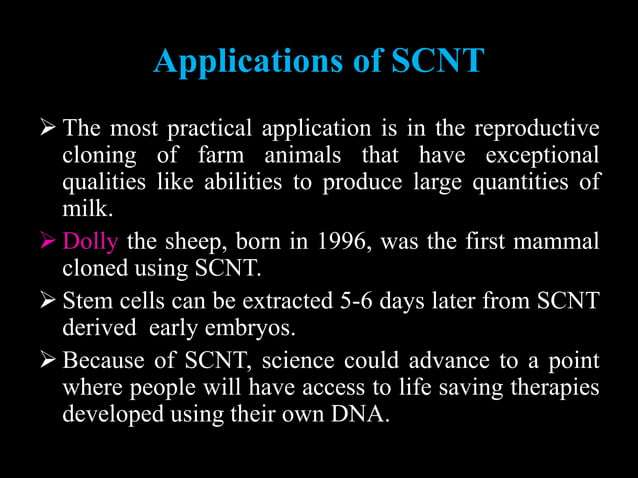 Applications of SCNT
➢ The most practical application is in the reproductive
cloning of farm animals that have exceptional
qualities like abilities to produce large quantities of
milk.
➢ Dolly the sheep, born in 1996, was the first mammal
cloned using SCNT.
➢ Stem cells can be extracted 5-6 days later from SCNT
derived early embryos.
➢ Because of SCNT, science could advance to a point
where people will have access to life saving therapies
developed using their own DNA.